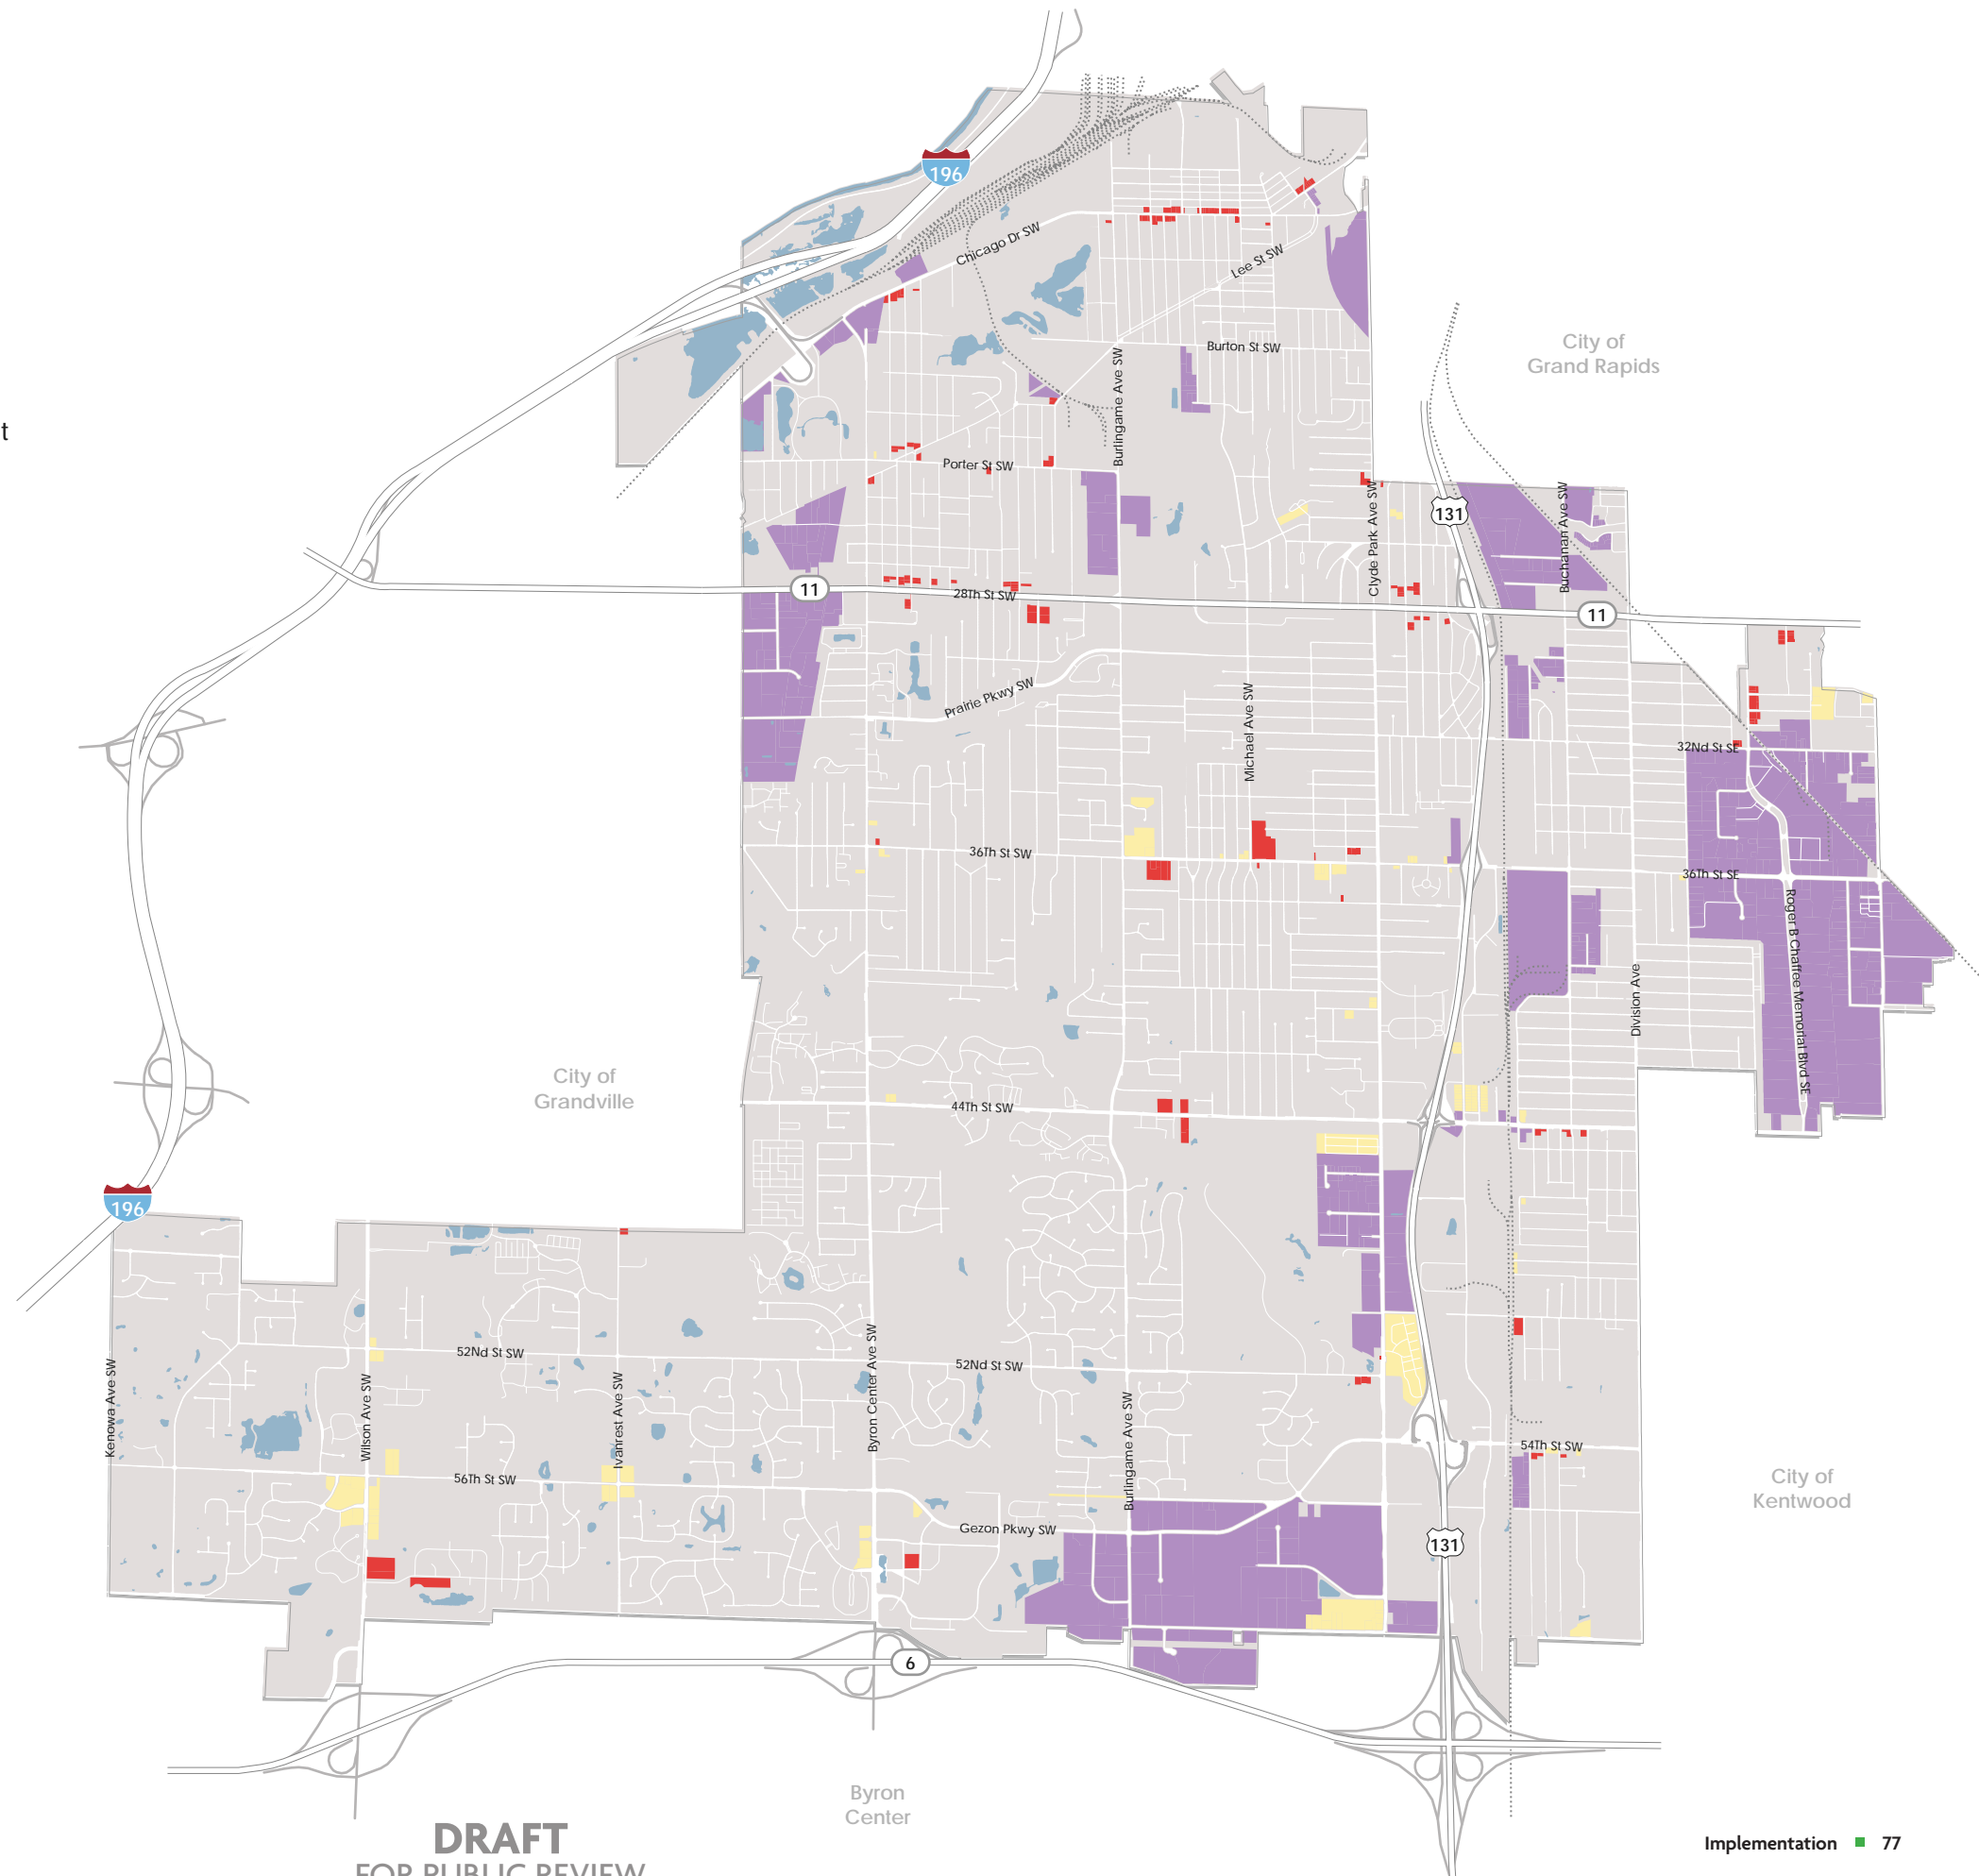 196
Chicago Dr SW
Lee St SW
Burton St SW
City of
Grand Rapids
t
Burlingame Ave SW
Porter St SW
Clyde Park Ave SW
131
Buchanan Ave SW
11
28Th St SW
11
Prairie Pkwy SW
Michael Ave SW
32Nd St SE
36Th St SW
36Th St SE
Roger B Chaffee Memorial Blvd SE
Division Ave
City of
Grandville
44Th St SW
196
52Nd St SW
52Nd St SW
Kenowa Ave SW
Wilson Ave SW
Ivanrest Ave SW
Byron Center Ave SW
Burlingame Ave SW
54Th St SW
56Th St SW
City of
Kentwood
Gezon Pkwy SW
131
6
Byron
Center
DRAFT
FOR PUBLIC REVIEW
Implementation 77